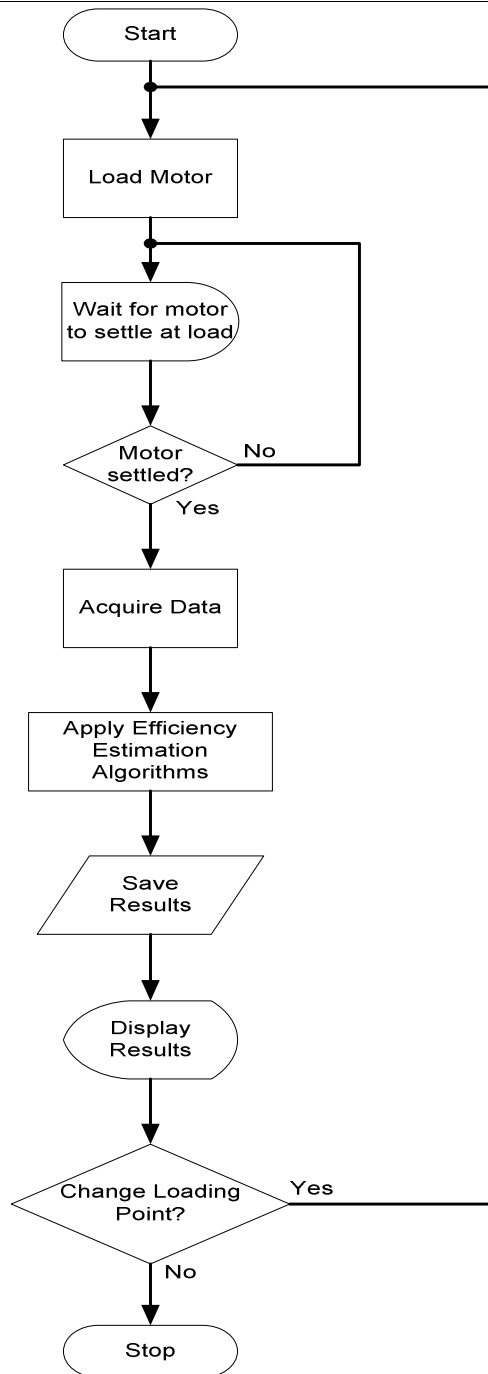 Start
Load Motor
Wait for motor
to settle at load
Motor
settled?
No
Yes
Acquire Data
Apply Efficiency
Estimation
Algorithms
Save
Results
Display
Results
Change Loading
Point?
Yes
No
Stop